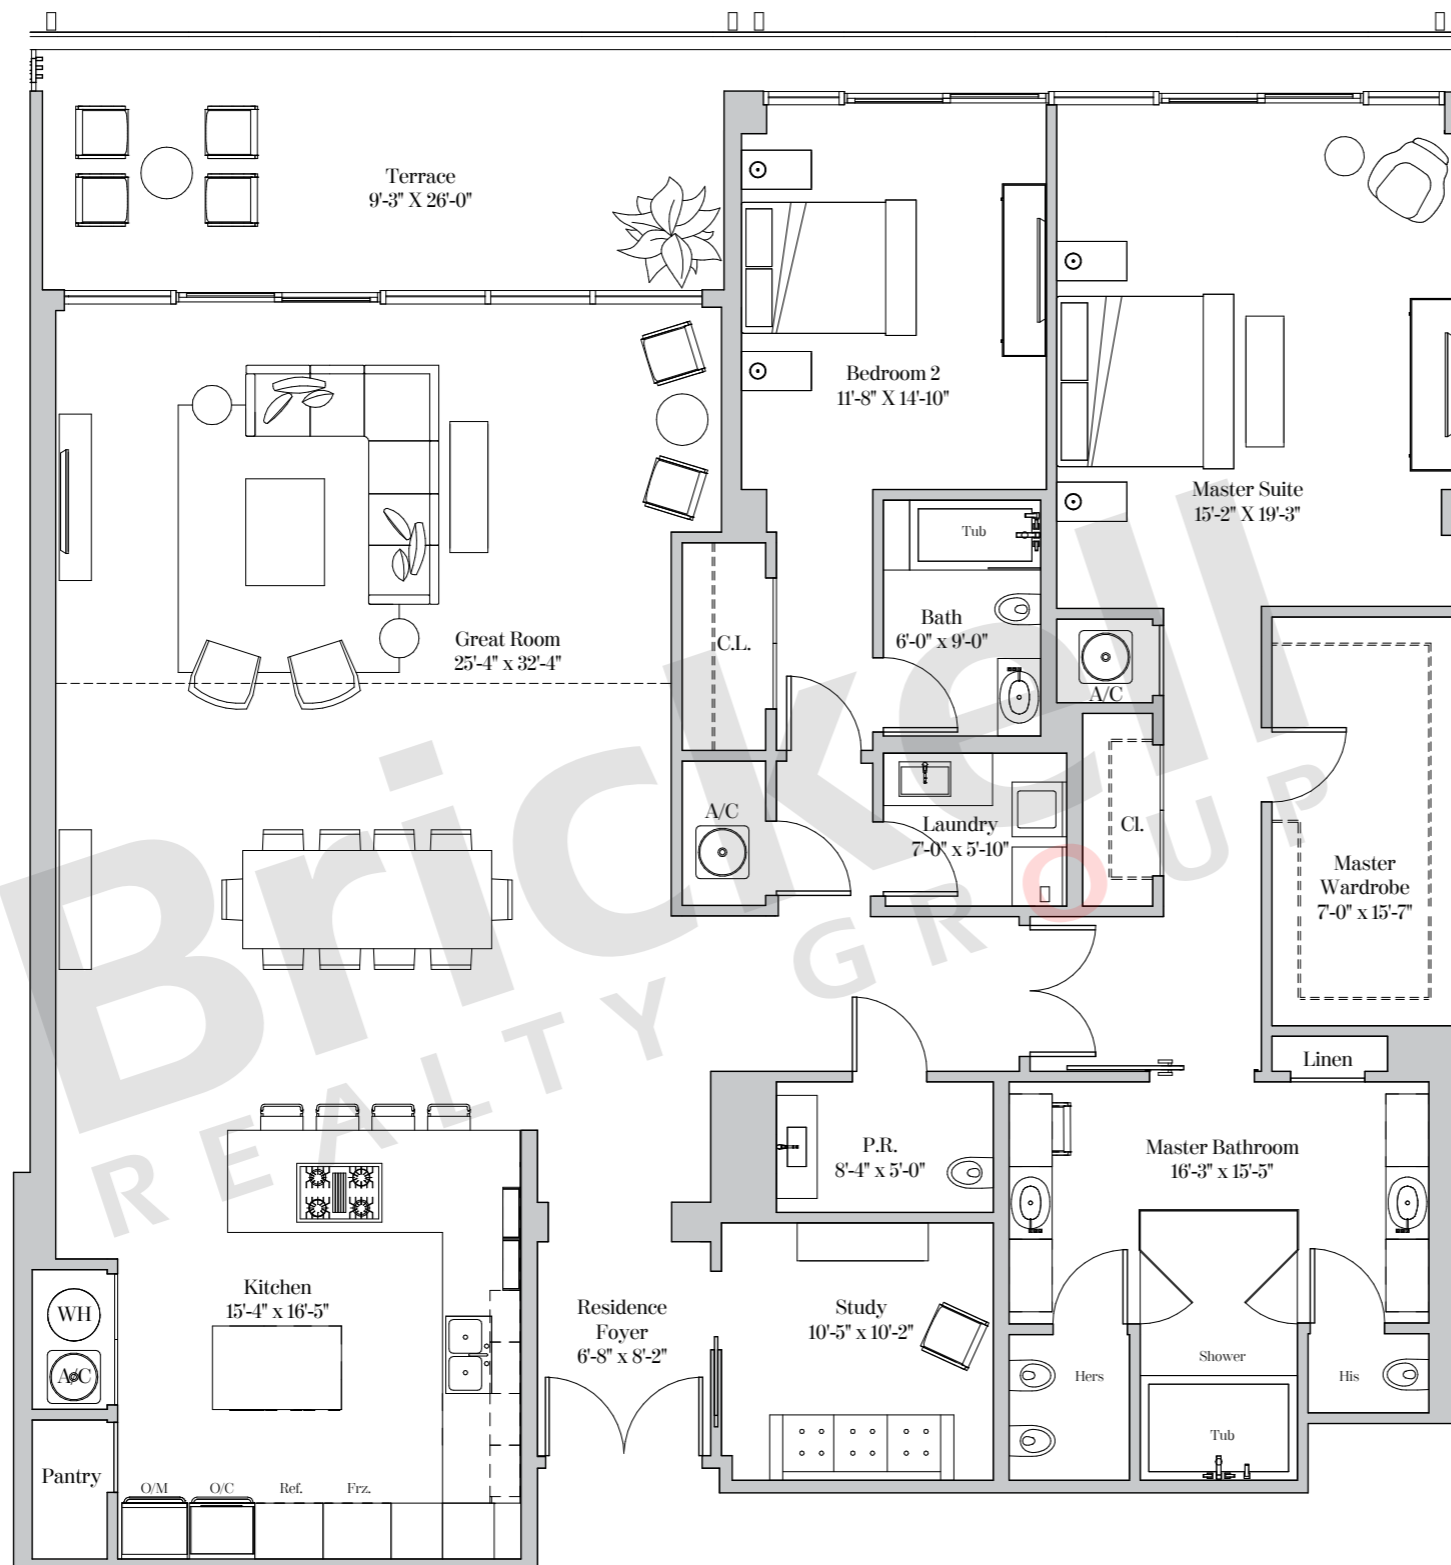 Terrace
9'-3" X 26'-0"
Bedroom 2
11'-8" X 14'-10"
Master Suite
15'-2" X 19'-3"
Tub
Bath
6'-0" x 9'-0"
Great Room
25'-4" x 32'-4"
C.L.
A/C
A/C
Laundry
7'-0" x 5'-10"
Cl.
Master
Wardrobe
7'-0" x 15'-7"
Brickell
REALTY GROUP
Linen
P.R.
8'-4" x 5'-0"
Master Bathroom
16'-3" x 15'-5"
Kitchen
15'-4" x 16'-5"
WH
A/C
Residence
Foyer
6'-8" x 8'-2"
Study
10'-5" x 10'-2"
Shower
Hers
His
Tub
Pantry
O/M
O/C
Ref.
Frz.